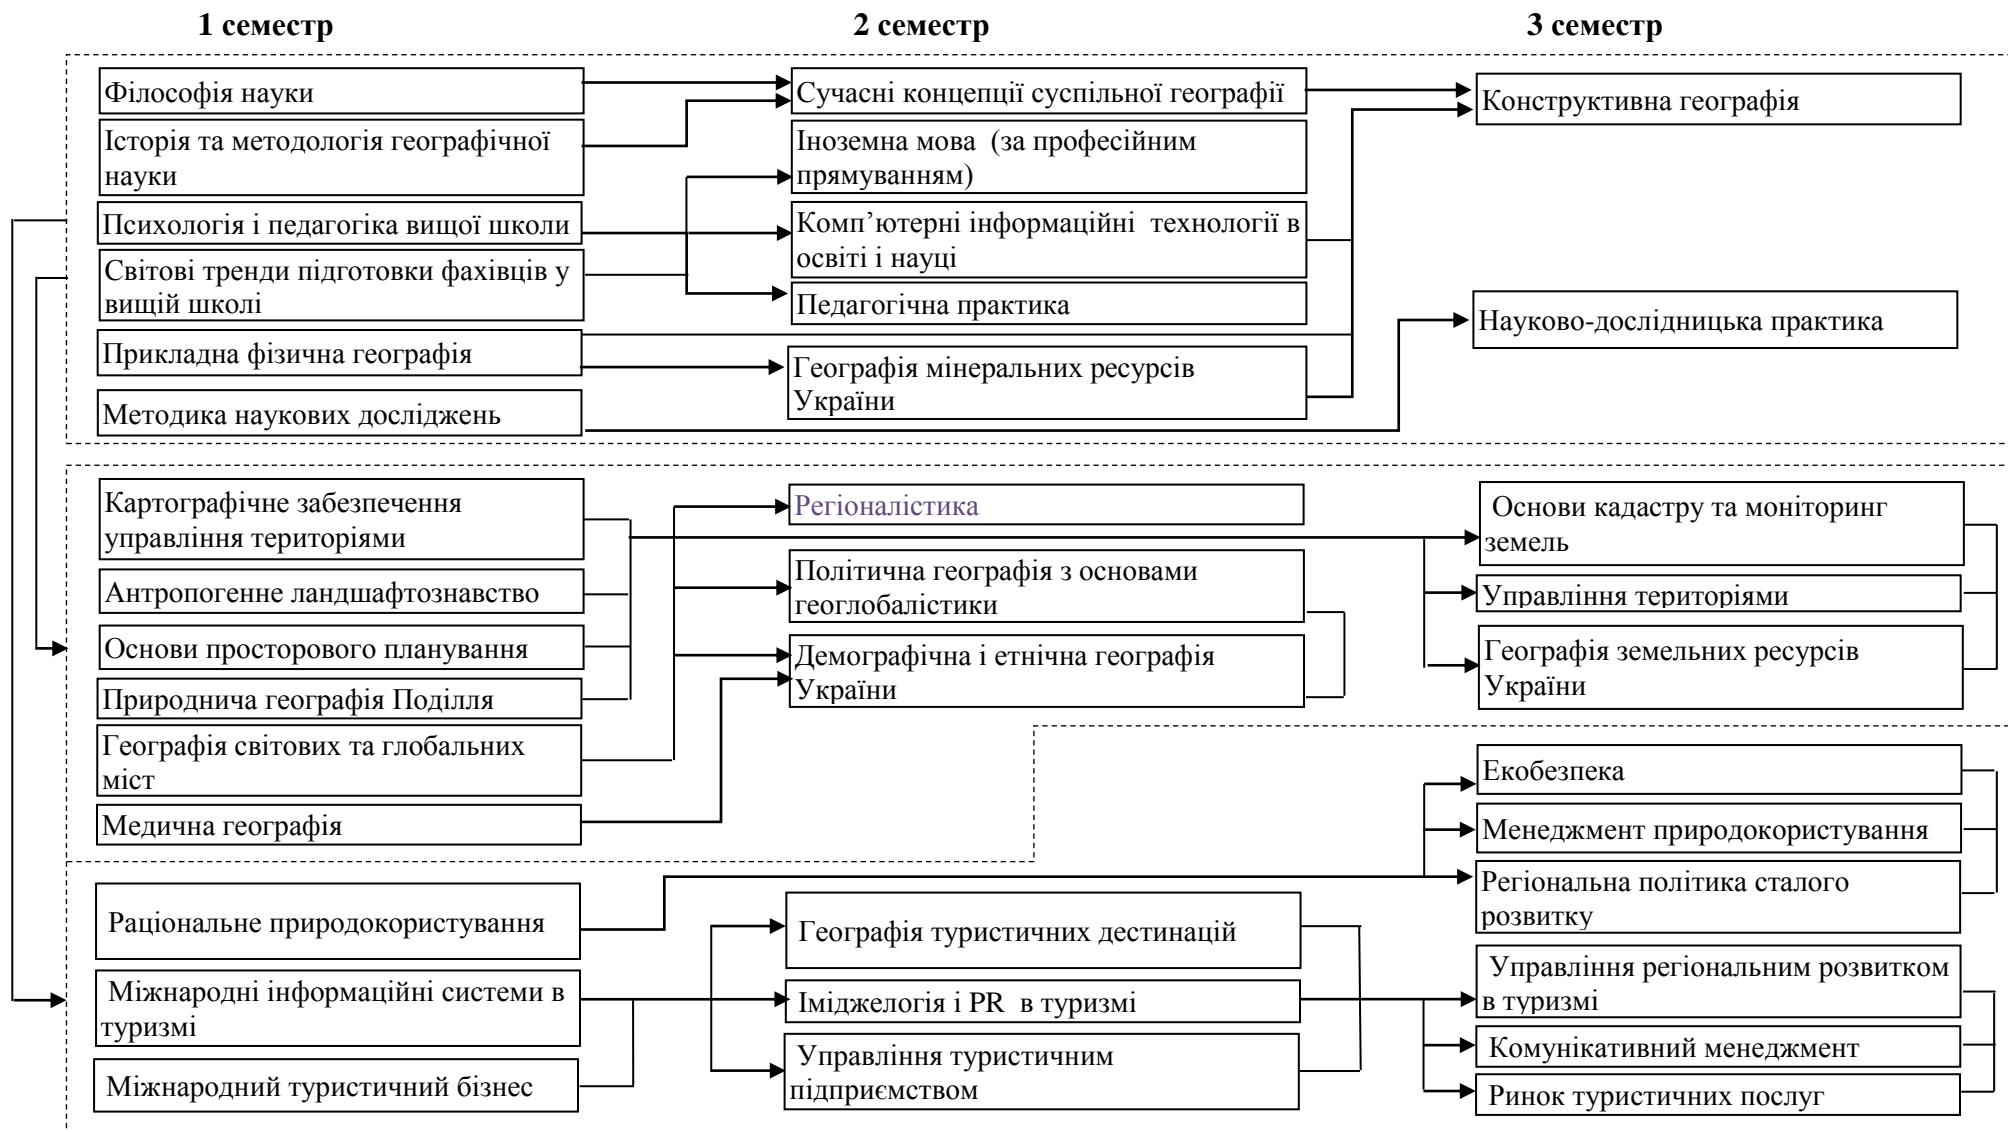 1 семестр
2 семестр
3 семестр
Філософія науки
Історія та методологія географічної
науки
Психологія і педагогіка вищої школи
Світові тренди підготовки фахівців у
вищій школі
Прикладна фізична географія
Методика наукових досліджень
Сучасні концепції суспільної географії
Іноземна мова (за професійним
прямуванням)
Комп’ютерні інформаційні технології в
освіті і науці
Педагогічна практика
Географія мінеральних ресурсів
України
Конструктивна географія
Науково-дослідницька практика
Картографічне забезпечення
управління територіями
Антропогенне ландшафтознавство
Основи просторового планування
Природнича географія Поділля
Географія світових та глобальних
міст
Медична географія
Регіоналістика
Політична географія з основами
геоглобалістики
Демографічна і етнічна географія
України
Основи кадастру та моніторинг
земель
Управління територіями
Географія земельних ресурсів
України
Раціональне природокористування
Міжнародні інформаційні системи в
туризмі
Міжнародний туристичний бізнес
Географія туристичних дестинацій
Іміджелогія і PR в туризмі
Управління туристичним
підприємством
Екобезпека
Менеджмент природокористування
Регіональна політика сталого
розвитку
Управління регіональним розвитком
в туризмі
Комунікативний менеджмент
Ринок туристичних послуг